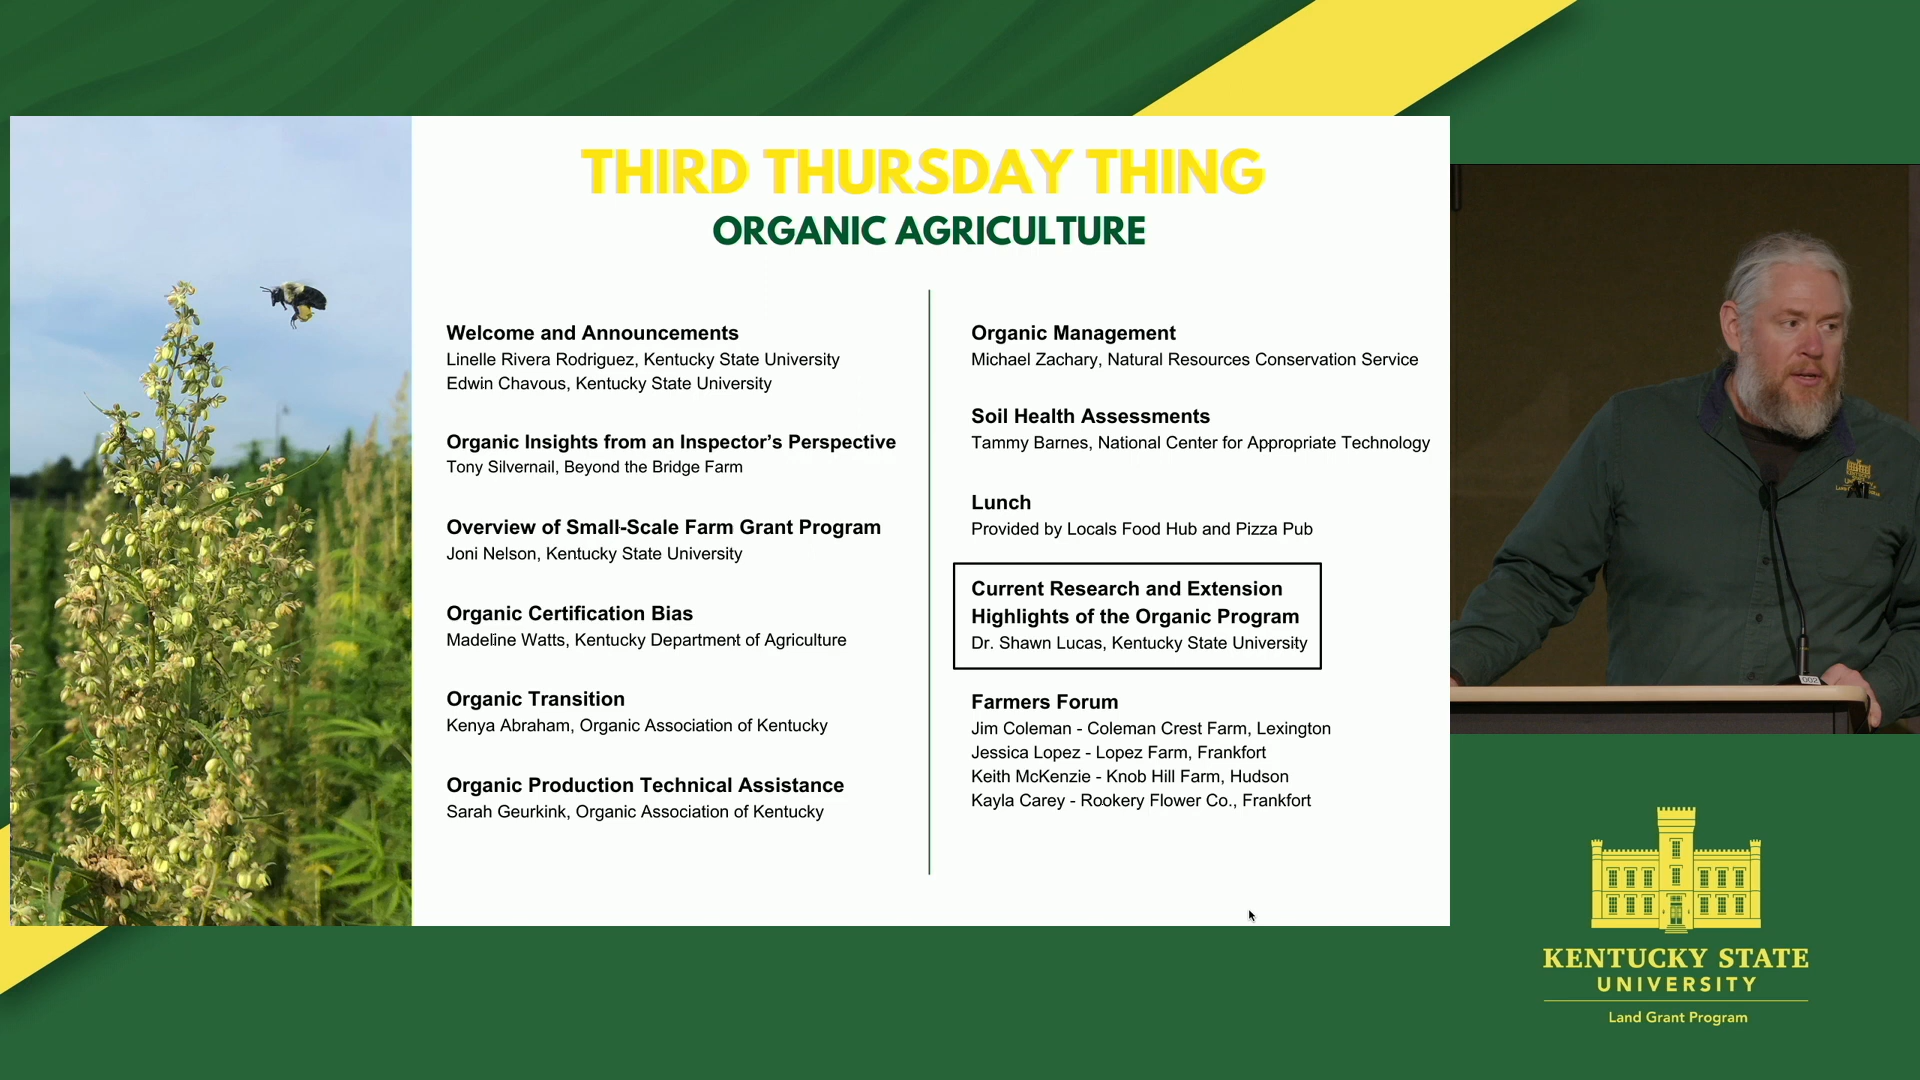 THIRD THURSDAY THING
ORGANIC AGRICULTURE
Welcome and Announcements
Linelle Rivera Rodriguez, Kentucky State University
Edwin Chavous, Kentucky State University
Organic Insights from an Inspector’s Perspective
Tony Silvernail, Beyond the Bridge Farm
Overview of Small-Scale Farm Grant Program
Joni Nelson, Kentucky State University
Organic Certification Bias
Madeline Watts, Kentucky Department of Agriculture
Organic Transition
Kenya Abraham, Organic Association of Kentucky
Organic Production Technical Assistance
Sarah Geurkink, Organic Association of Kentucky
Organic Management
Michael Zachary, Natural Resources Conservation Service
Soil Health Assessments
Tammy Barnes, National Center for Appropriate Technology
Lunch
Provided by Locals Food Hub and Pizza Pub
Current Research and Extension
Highlights of the Organic Program
Dr. Shawn Lucas, Kentucky State University
Farmers Forum
Jim Coleman - Coleman Crest Farm, Lexington
Jessica Lopez - Lopez Farm, Frankfort
Keith McKenzie - Knob Hill Farm, Hudson
Kayla Carey - Rookery Flower Co., Frankfort
002
KENTUCKY STATE
UNIVERSITY
Land Grant Program